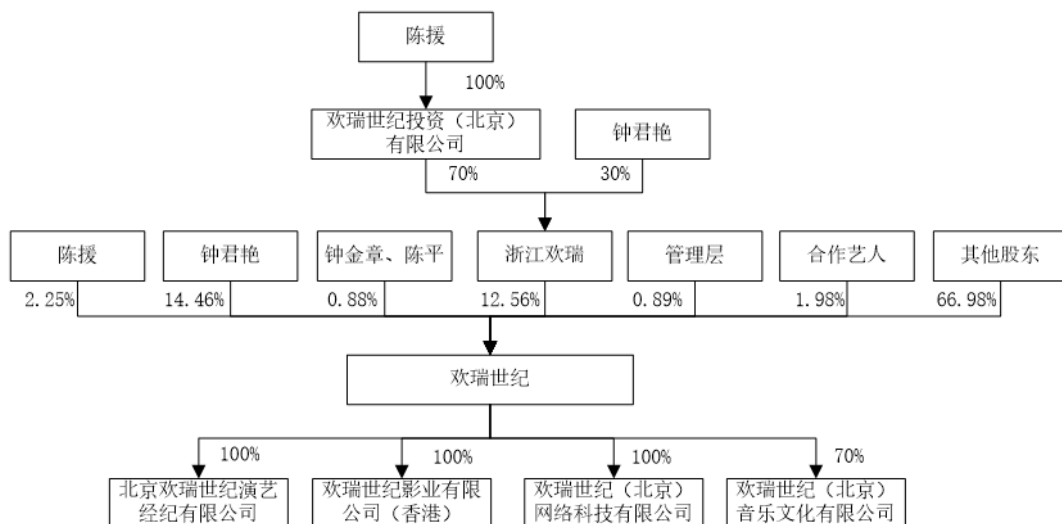 陈援
100%
欢瑞世纪投资（北京）
有限公司
钟君艳
70%
30%
陈援
钟君艳
钟金章、陈平
浙江欢瑞
管理层
合作艺人
其他股东
2.25%
14.46%
0.88%
12.56%
0.89%
1.98%
66.98%
欢瑞世纪
100%
100%
100%
70%
北京欢瑞世纪演艺
经纪有限公司
欢瑞世纪影业有限
公司（香港）
欢瑞世纪（北京）
网络科技有限公司
欢瑞世纪（北京）
音乐文化有限公司